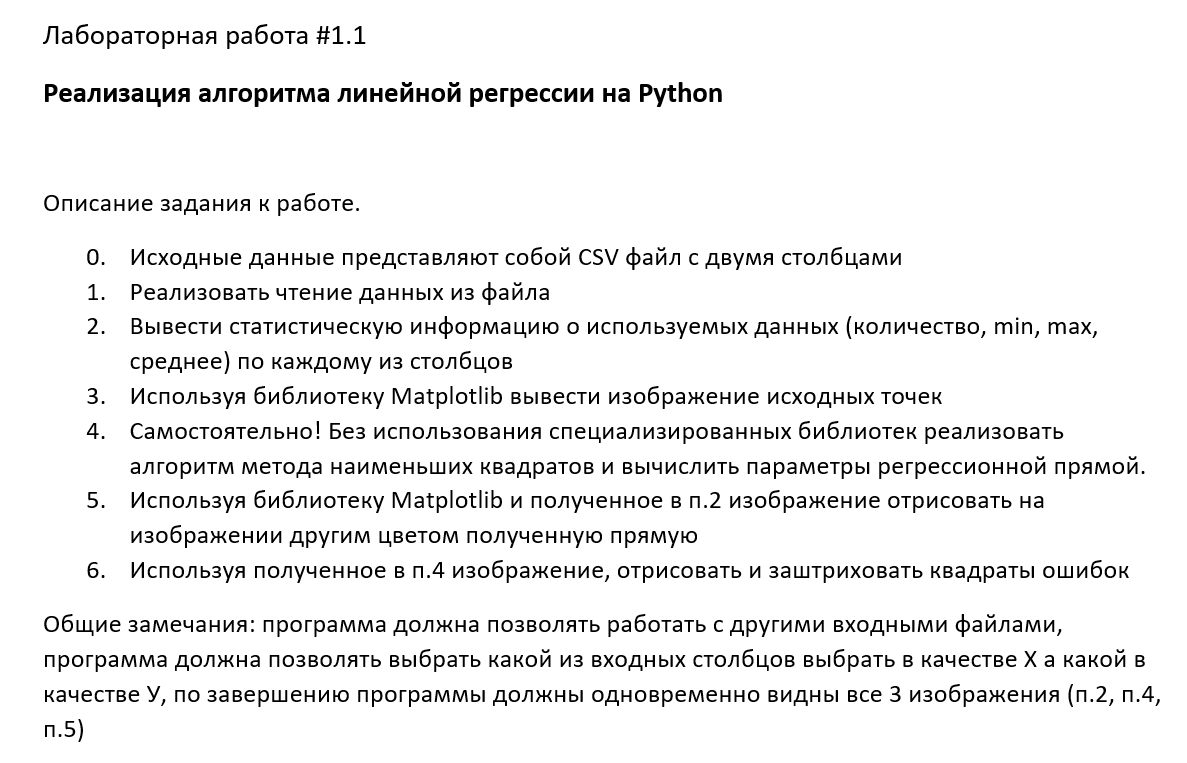 Лабораторная работа #1.1
Реализация алгоритма линейной регрессии на Python
Описание задания к работе.
0. Исходные данные представляют собой CSV файл с двумя столбцами
1. Реализовать чтение данных из файла
2. Вывести статистическую информацию о используемых данных (количество, min, max,
среднее) по каждому из столбцов
3. Используя библиотеку Matplotlib вывести изображение исходных точек
4. Самостоятельно! Без использования специализированных библиотек реализовать
алгоритм метода наименьших квадратов и вычислить параметры регрессионной прямой.
5. Используя библиотеку Matplotlib и полученное в п.2 изображение отрисовать на
изображении другим цветом полученную прямую
6. Используя полученное в п.4 изображение, отрисовать и заштриховать квадраты ошибок
Общие замечания: программа должна позволять работать с другими входными файлами,
программа должна позволять выбрать какой из входных столбцов выбрать в качестве Х а какой в
качестве У, по завершению программы должны одновременно видны все 3 изображения (п.2, п.4,
п.5)